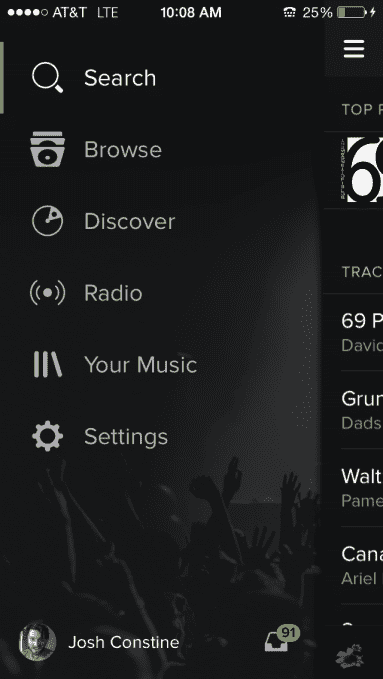 AT&T LTE 10:08 AM 25%
Search
Browse
Discover
Radio
Your Music
Settings
Josh Constine
91
TOP
6
TRAC
69 P
David
Grun
Dads
Walt
Pame
Cana
Ariel